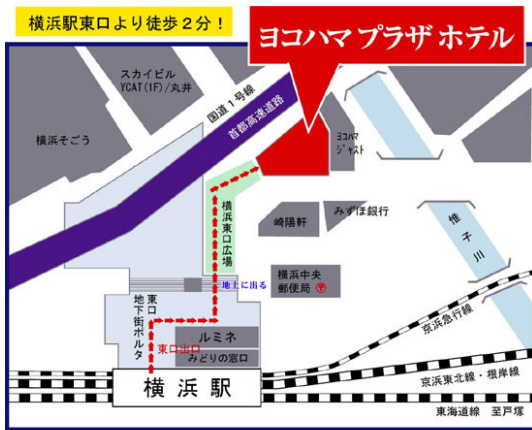 横浜駅東口より徒歩２分！
ヨコハマ プラザ ホテル
スカイビル
YCAT(1F)/丸井
国道１号線
首都高速道路
横浜そごう
ヨコハマ
ジャスト
横浜東口広場
崎陽軒
みずほ銀行
帷子川
地上に出る
横浜中央
郵便局
東口
地下街ポルタ
ルミネ
東口出口
みどりの窓口
京浜急行線
横浜駅
京浜東北線・根岸線
東海道線 至戸塚